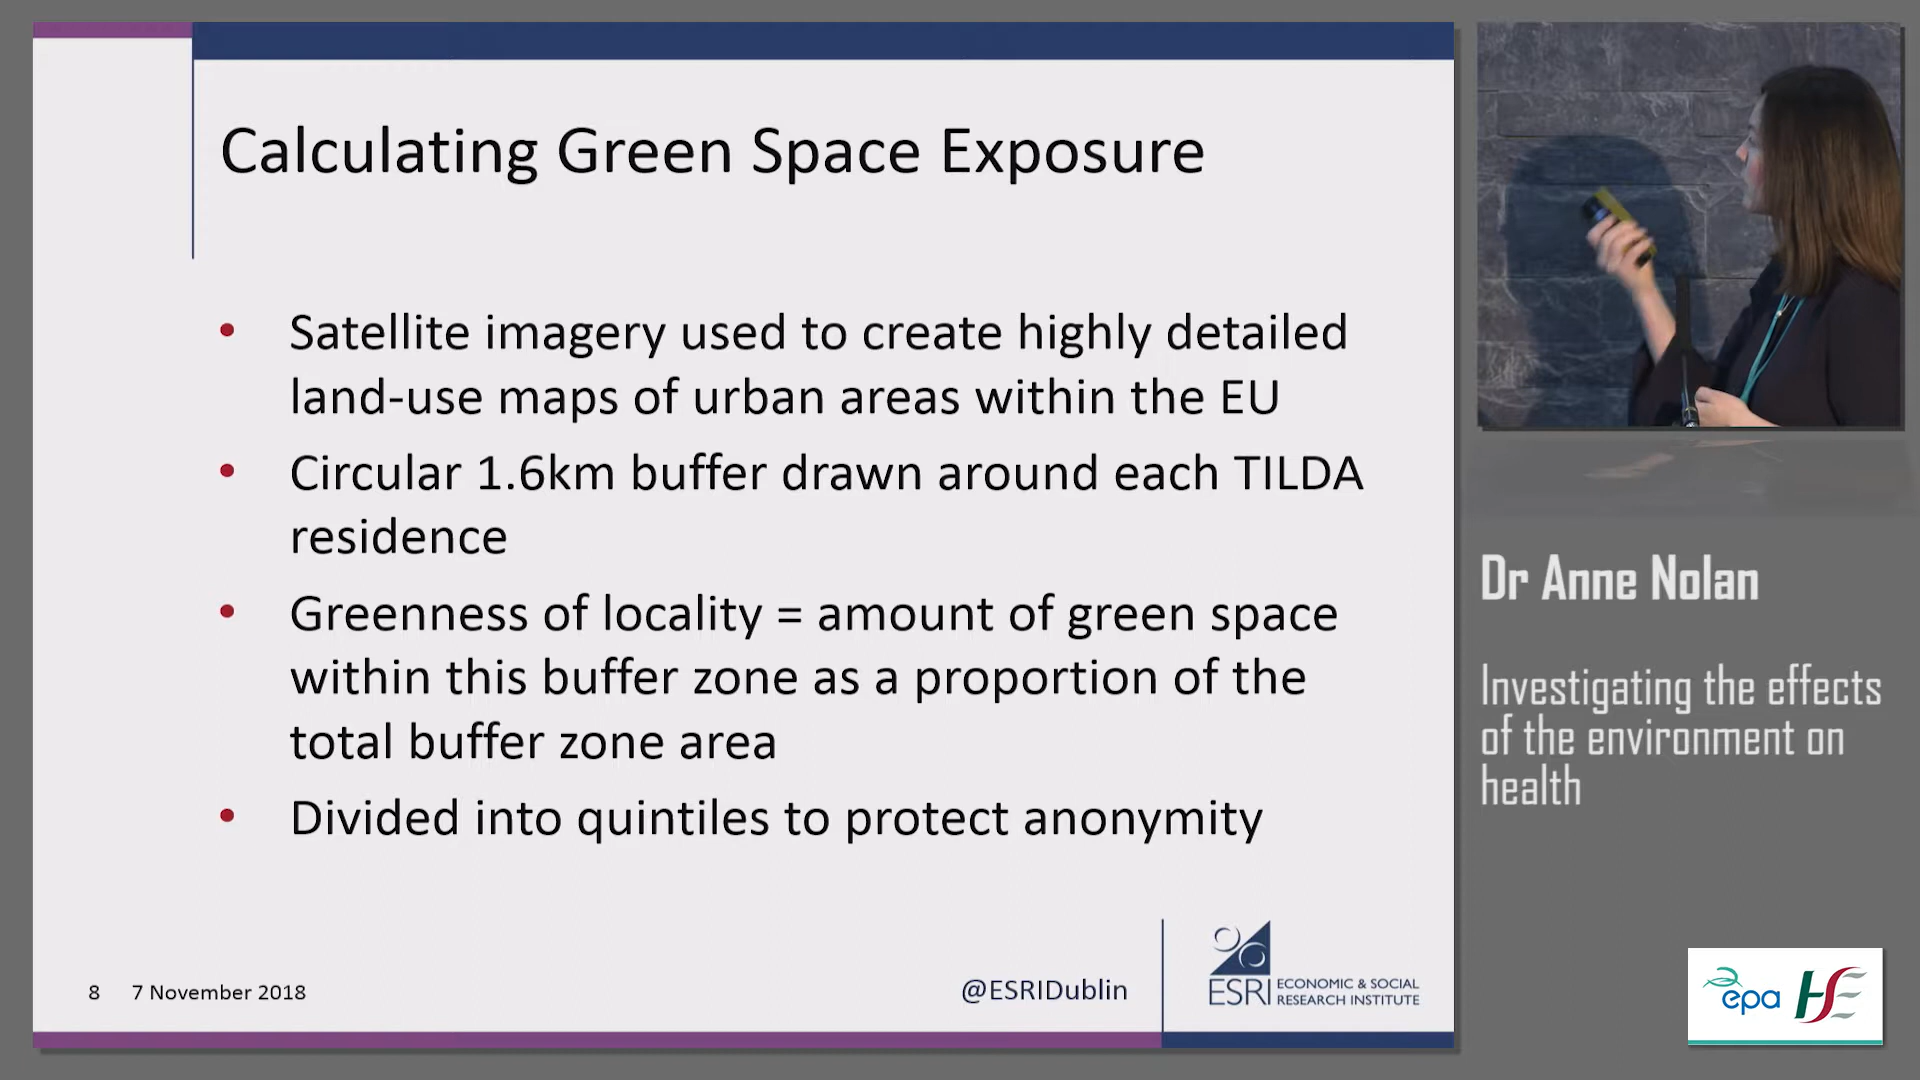 Calculating Green Space Exposure
• Satellite imagery used to create highly detailed
land-use maps of urban areas within the EU
• Circular 1.6km buffer drawn around each TILDA
residence
• Greenness of locality = amount of green space
within this buffer zone as a proportion of the
total buffer zone area
• Divided into quintiles to protect anonymity
8 7 November 2018
@ESRIDublin
ESRI ECONOMIC & SOCIAL
RESEARCH INSTITUTE
Dr Anne Nolan
Investigating the effects
of the environment on
health
epa HSE